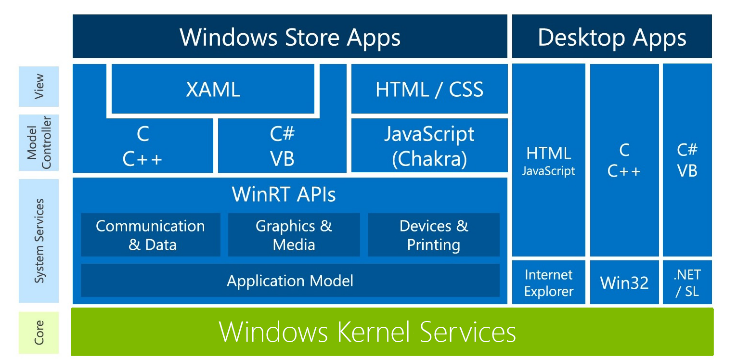 Windows Store Apps
Desktop Apps
View
XAML
HTML / CSS
Model
Controller
C
C++
C#
VB
JavaScript
(Chakra)
HTML
JavaScript
C
C++
C#
VB
System Services
WinRT APIs
Communication
& Data
Graphics &
Media
Devices &
Printing
Application Model
Internet
Explorer
Win32
.NET
/ SL
Core
Windows Kernel Services